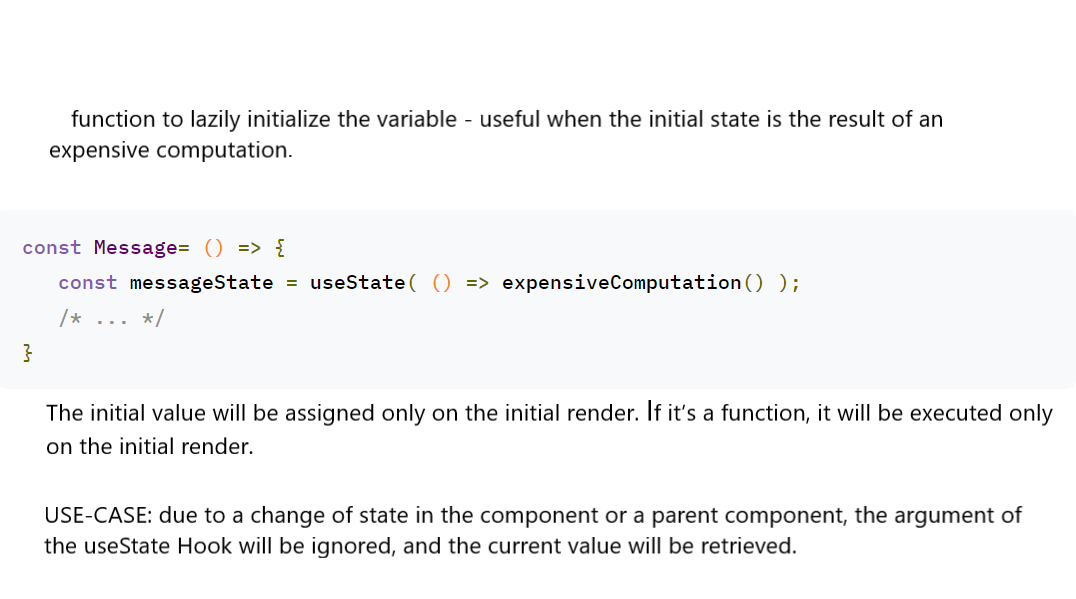 function to lazily initialize the variable - useful when the initial state is the result of an
expensive computation.
const Message= () => {
const messageState = useState( () => expensiveComputation() );
/* ... */
}
The initial value will be assigned only on the initial render. If it’s a function, it will be executed only
on the initial render.
USE-CASE: due to a change of state in the component or a parent component, the argument of
the useState Hook will be ignored, and the current value will be retrieved.